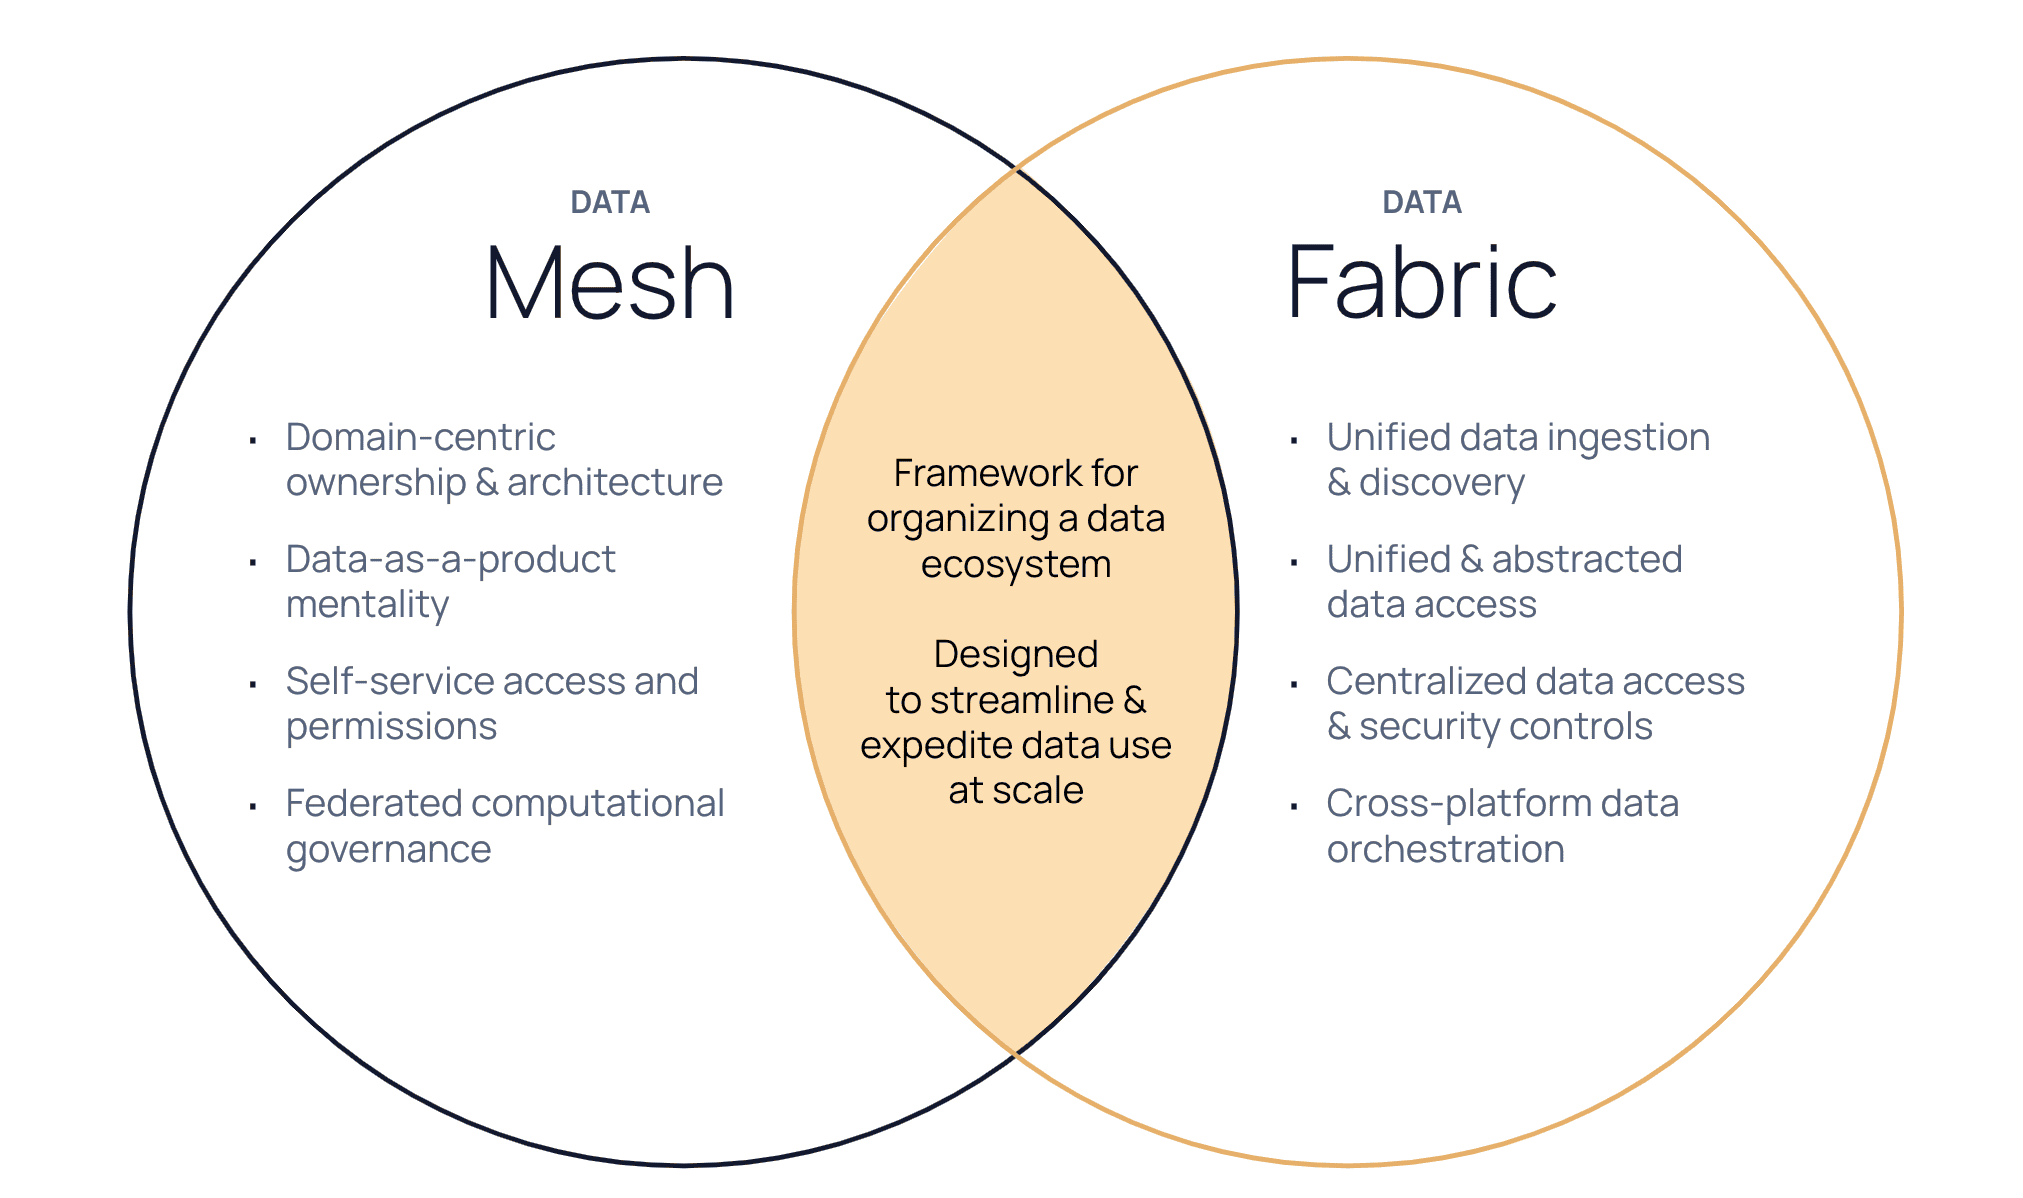 DATA
Mesh
· Domain-centric
ownership & architecture
· Data-as-a-product
mentality
· Self-service access and
permissions
· Federated computational
governance
Framework for
organizing a data
ecosystem
Designed
to streamline &
expedite data use
at scale
DATA
Fabric
· Unified data ingestion
& discovery
· Unified & abstracted
data access
· Centralized data access
& security controls
· Cross-platform data
orchestration